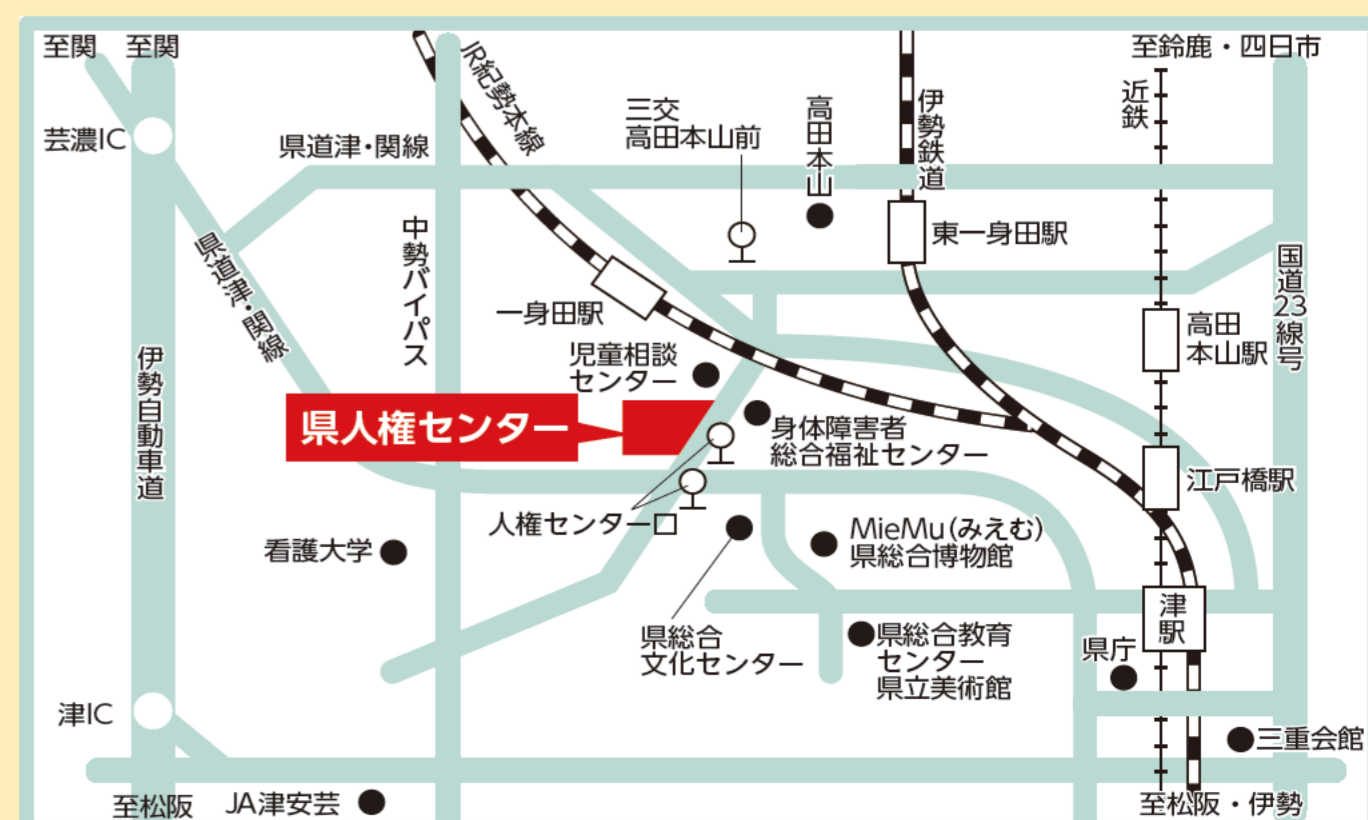 至関
至関
至鈴鹿・四日市
JR紀勢本線
近鉄
伊勢鉄道
三交
高田本山前
高田本山
芸濃IC
県道津・関線
中勢バイパス
県道津・関線
東一身田駅
国道23線号
一身田駅
高田
本山駅
児童相談
センター
伊勢自動車道
県人権センター
身体障害者
総合福祉センター
江戸橋駅
人権センター口
看護大学
MieMu(みえむ)
県総合博物館
津駅
県総合
文化センター
県総合教育
センター
県立美術館
県庁
津IC
三重会館
至松阪
JA津安芸
至松阪・伊勢